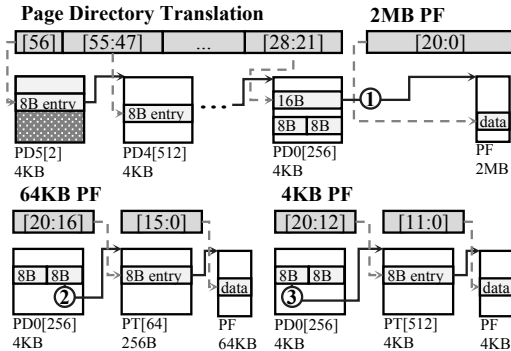 Page Directory Translation
2MB PF
[56] [55:47] ... [28:21]
[20:0]
8B entry
8B entry
...
16B
8B 8B
1
data
PD5[2]
4KB
PD4[512]
4KB
PD0[256]
4KB
PF
2MB
64KB PF
4KB PF
[20:16] [15:0]
[20:12] [11:0]
8B 8B
2
8B entry
data
8B 8B
3
8B entry
data
PD0[256]
4KB
PT[64]
256B
PF
64KB
PD0[256]
4KB
PT[512]
4KB
PF
4KB